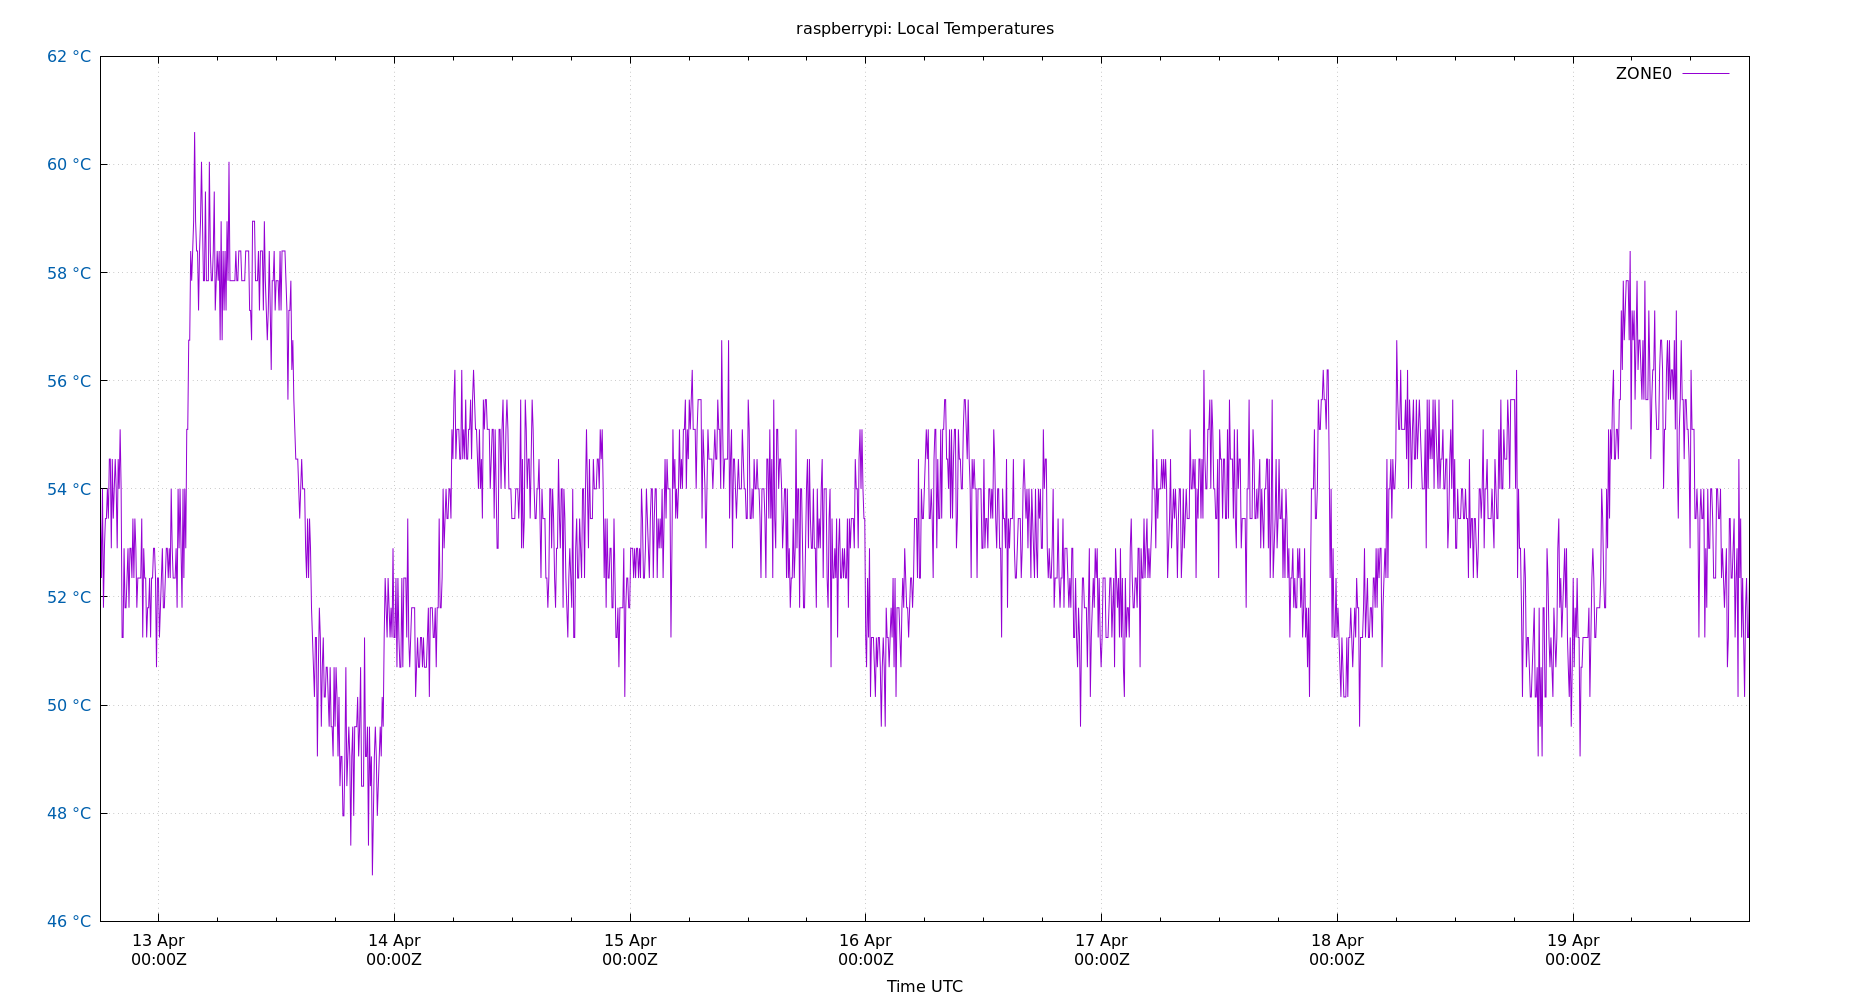 raspberrypi: Local Temperatures
62 °C
ZONE0
60 °C
58 °C
56 °C
54 °C
52 °C
50 °C
48 °C
46 °C
13 Apr 14 Apr 15 Apr 16 Apr 17 Apr 18 Apr 19 Apr
00:00Z 00:00Z 00:00Z 00:00Z 00:00Z 00:00Z 00:00Z
Time UTC